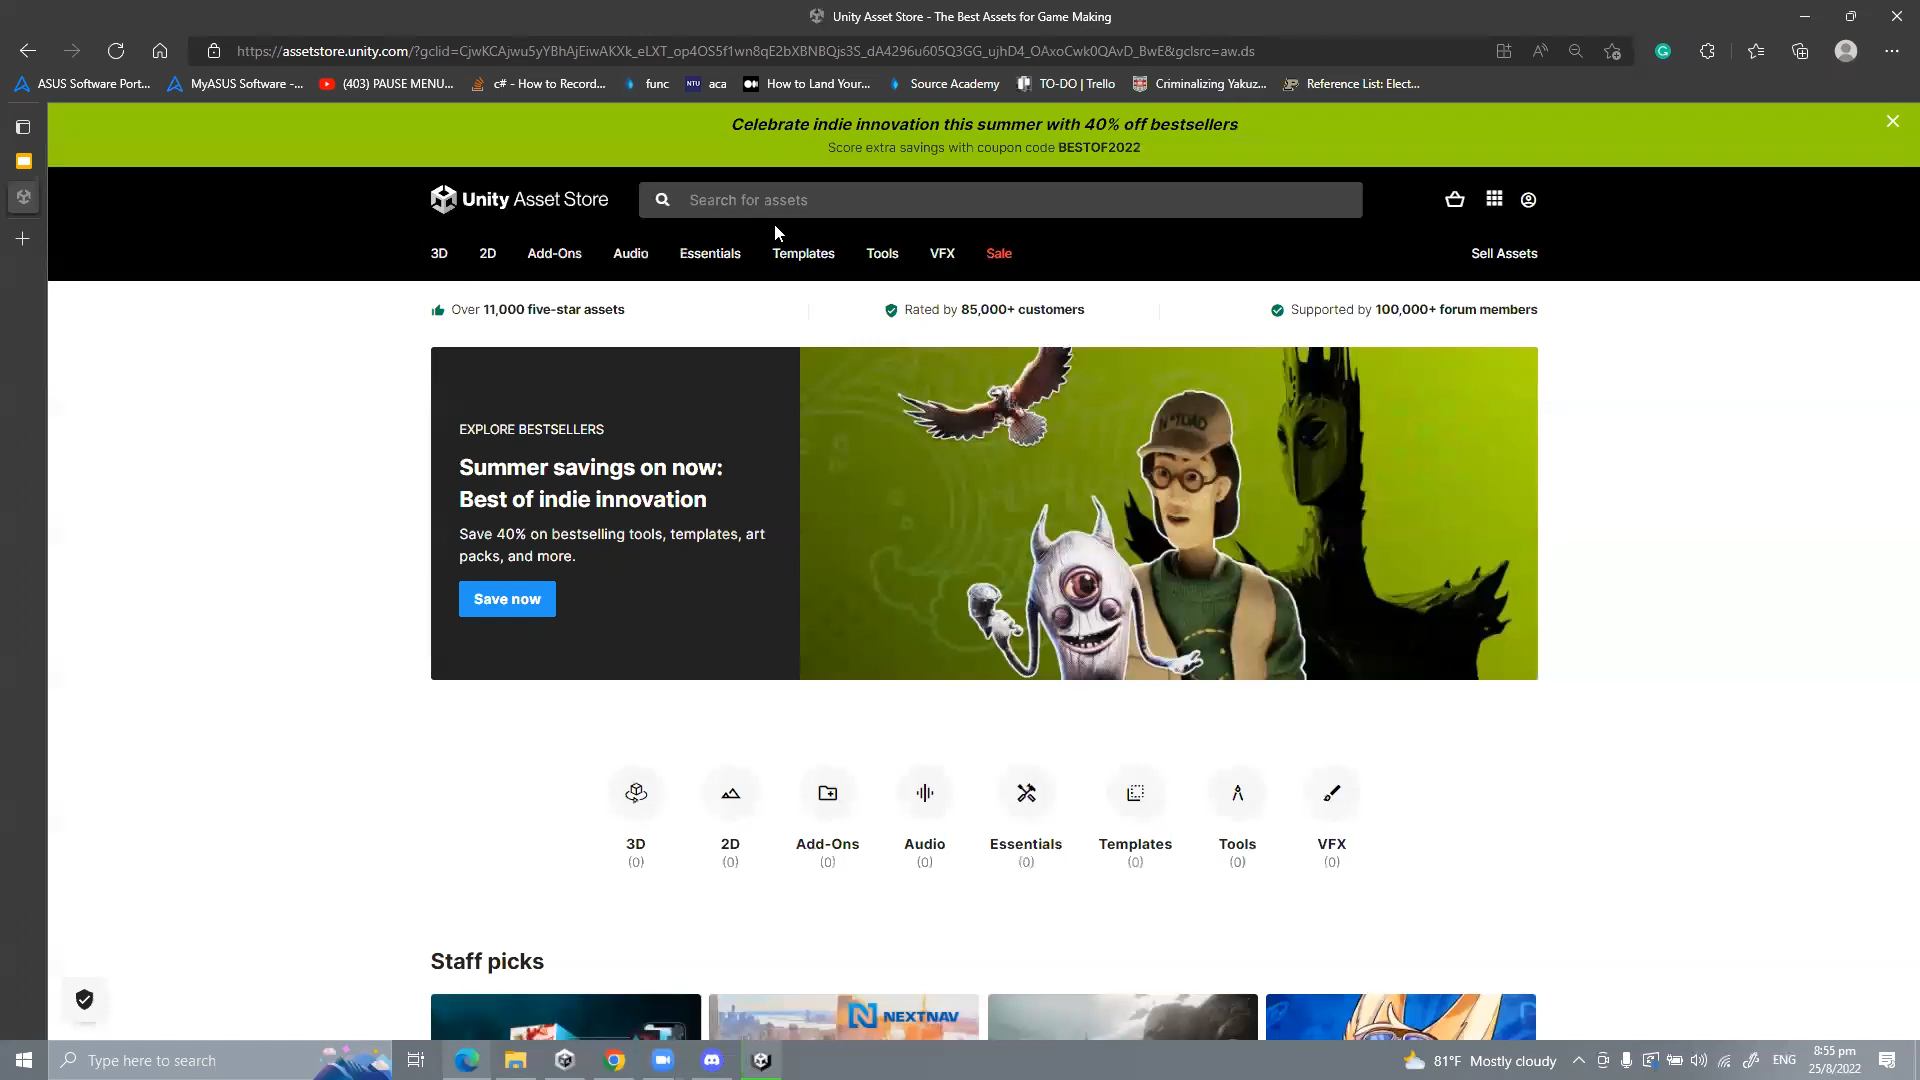 Unity Asset Store - The Best Assets for Game Making
https://assetstore.unity.com/?gclid=CjwKCAjwu5yYBhAjEiwAKXk_eLXT_op4OS5f1wn8qE2bXBNBQjs3S_dA4296u605Q3GG_ujhD4_OAxoCwk0QAvD_BwE&gclsrc=aw.ds
ASUS Software Port...
MyASUS Software -...
(403) PAUSE MENU...
c# - How to Record...
func
NTU aca
How to Land Your...
Source Academy
TO-DO | Trello
Criminalizing Yakuz...
Reference List: Elect...
Celebrate indie innovation this summer with 40% off bestsellers
Score extra savings with coupon code BESTOF2022
Unity Asset Store
Search for assets
3D 2D Add-Ons Audio Essentials Templates Tools VFX Sale Sell Assets
Over 11,000 five-star assets
Rated by 85,000+ customers
Supported by 100,000+ forum members
EXPLORE BESTSELLERS
Summer savings on now:
Best of indie innovation
Save 40% on bestselling tools, templates, art
packs, and more.
Save now
3D 2D Add-Ons Audio Essentials Templates Tools VFX
(0) (0) (0) (0) (0) (0) (0) (0)
Staff picks
NEXTNAV
Type here to search
81°F Mostly cloudy
ENG
8:55 pm
25/8/2022